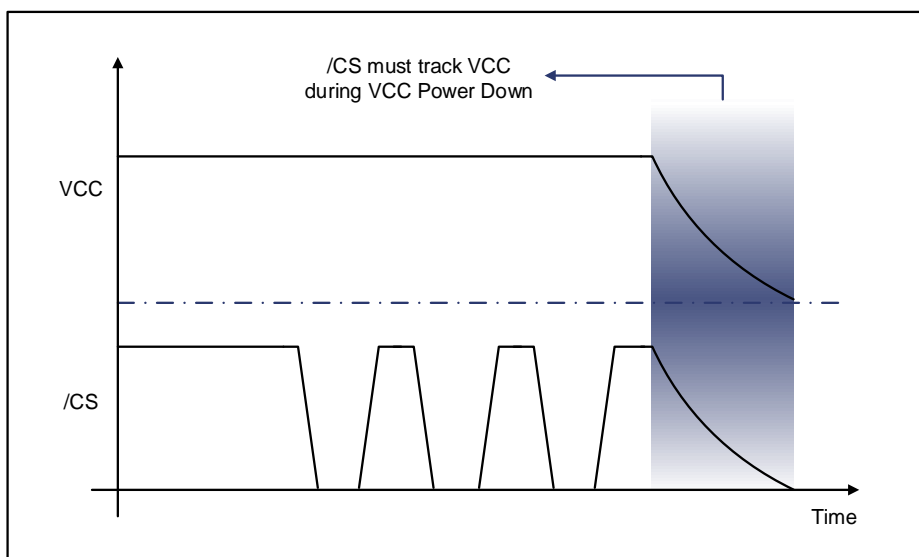 /CS must track VCC
during VCC Power Down
VCC
/CS
Time